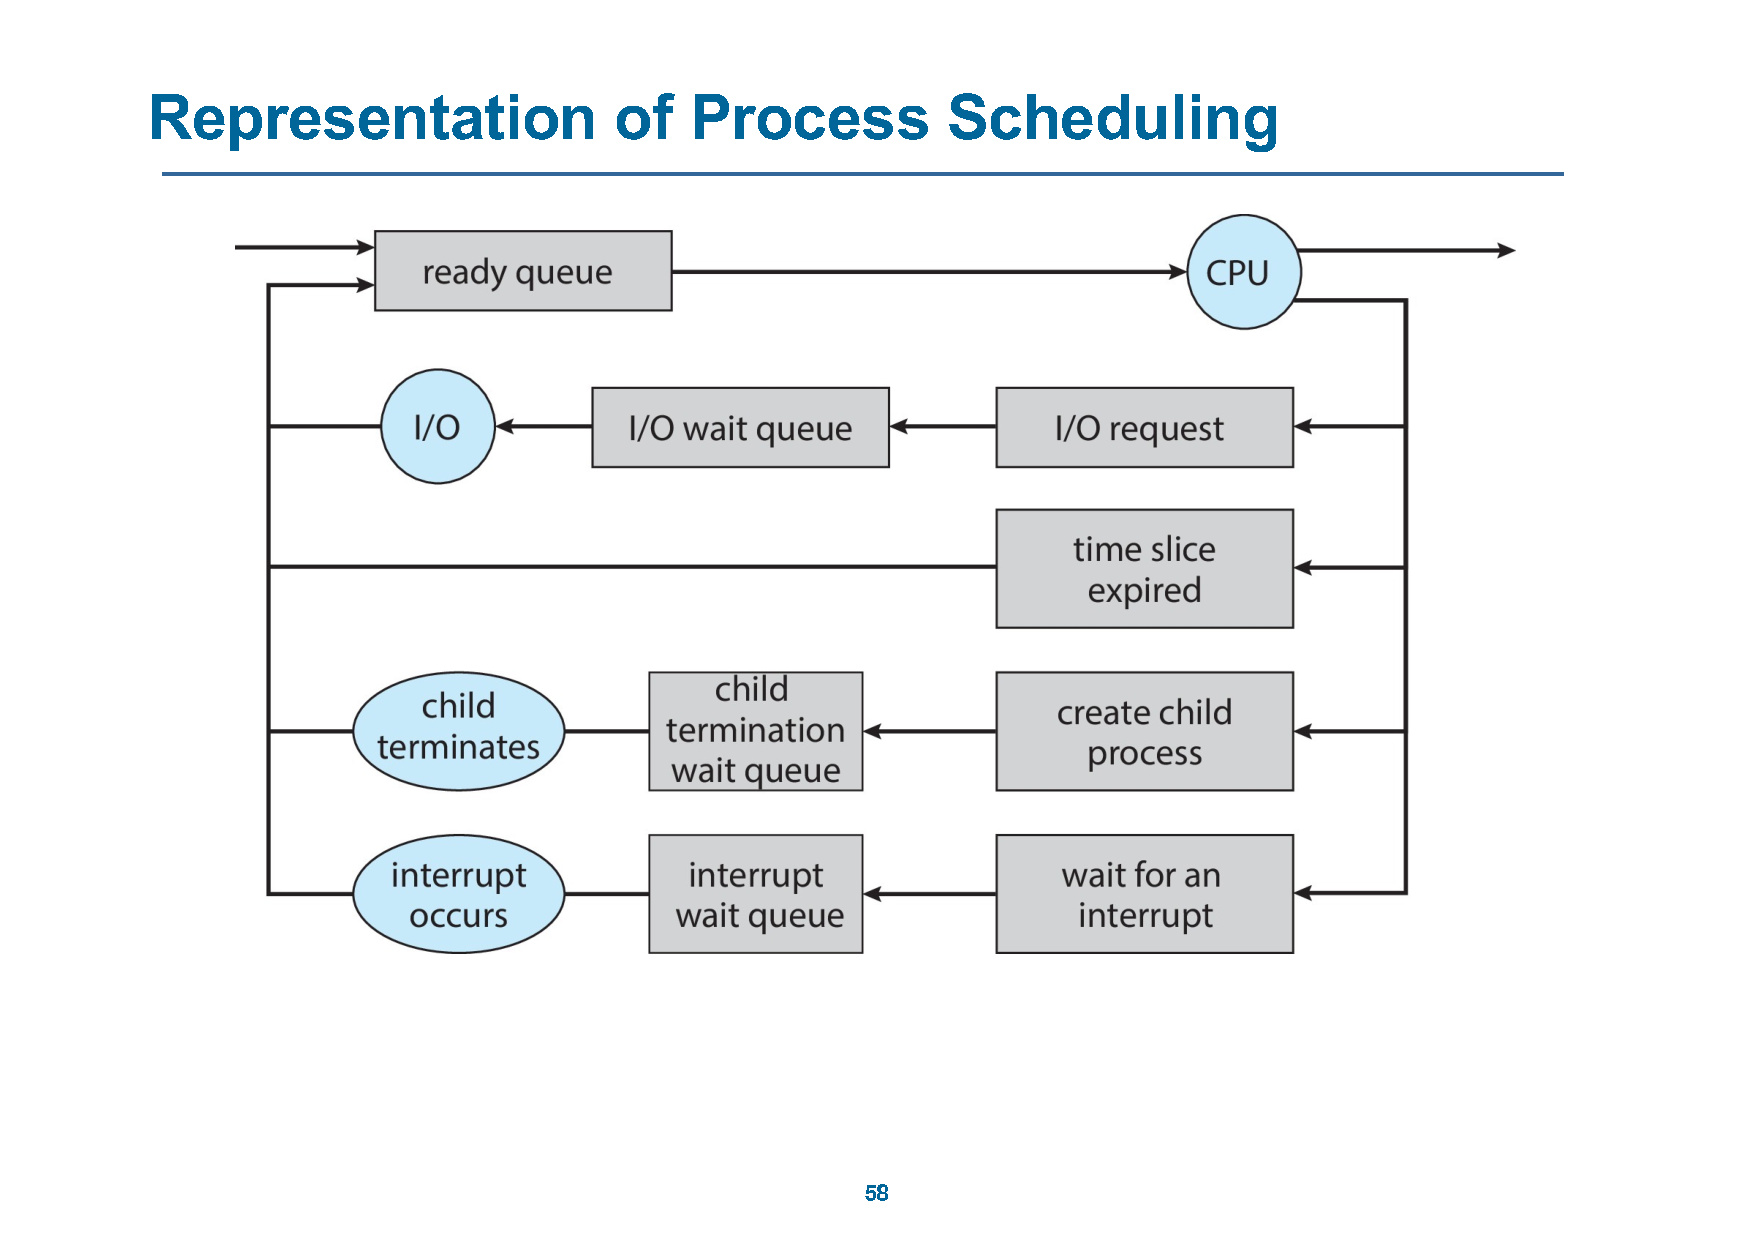 Representation of Process Scheduling
ready queue
CPU
I/O
I/O wait queue
I/O request
time slice
expired
child
terminates
child
termination
wait queue
create child
process
interrupt
occurs
interrupt
wait queue
wait for an
interrupt
58